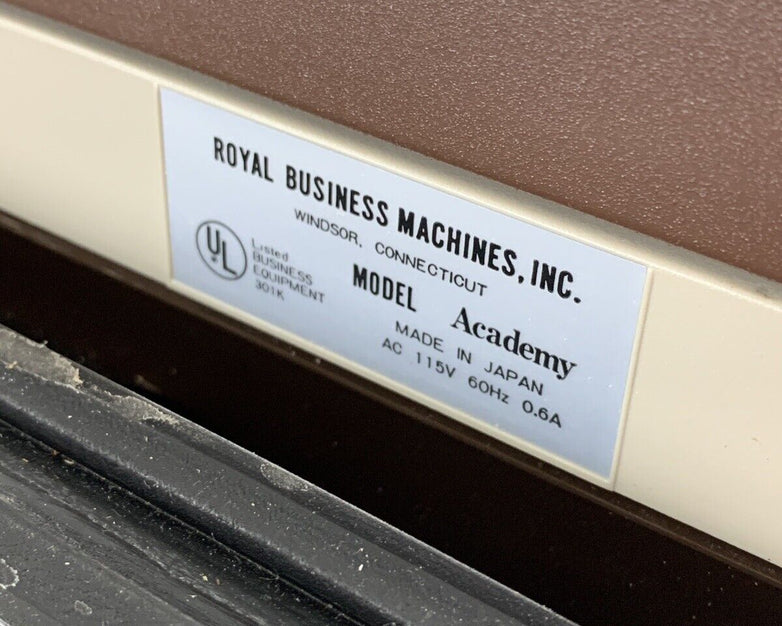 ROYAL BUSINESS MACHINES, INC.
WINDSOR, CONNECTICUT
UL
Listed
BUSINESS
EQUIPMENT
301K
MODEL Academy
MADE IN JAPAN
AC 115V 60Hz 0.6A